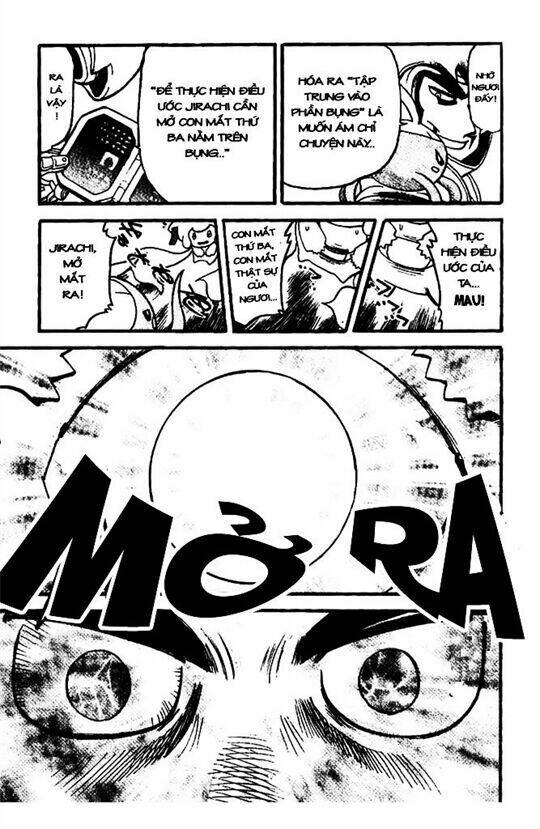 NHỜ
NGƯƠI
ĐẤY!
HÓA RA "TẬP
TRUNG VÀO
PHẦN BỤNG" LÀ
MUỐN ÁM CHỈ
CHUYỆN NÀY..
"ĐỂ THỰC HIỆN ĐIỀU
ƯỚC JIRACHI CẦN
MỞ CON MẮT THỨ
BA NẰM TRÊN
BỤNG.."
RA
LÀ
VẬY!
THỰC
HIỆN ĐIỀU
ƯỚC CỦA
TA...
MAU!
CON MẮT
THỨ BA,
CON MẮT
THẬT SỰ
CỦA
NGƯƠI...
JIRACHI,
MỞ
MẮT
RA!
MỞ RA